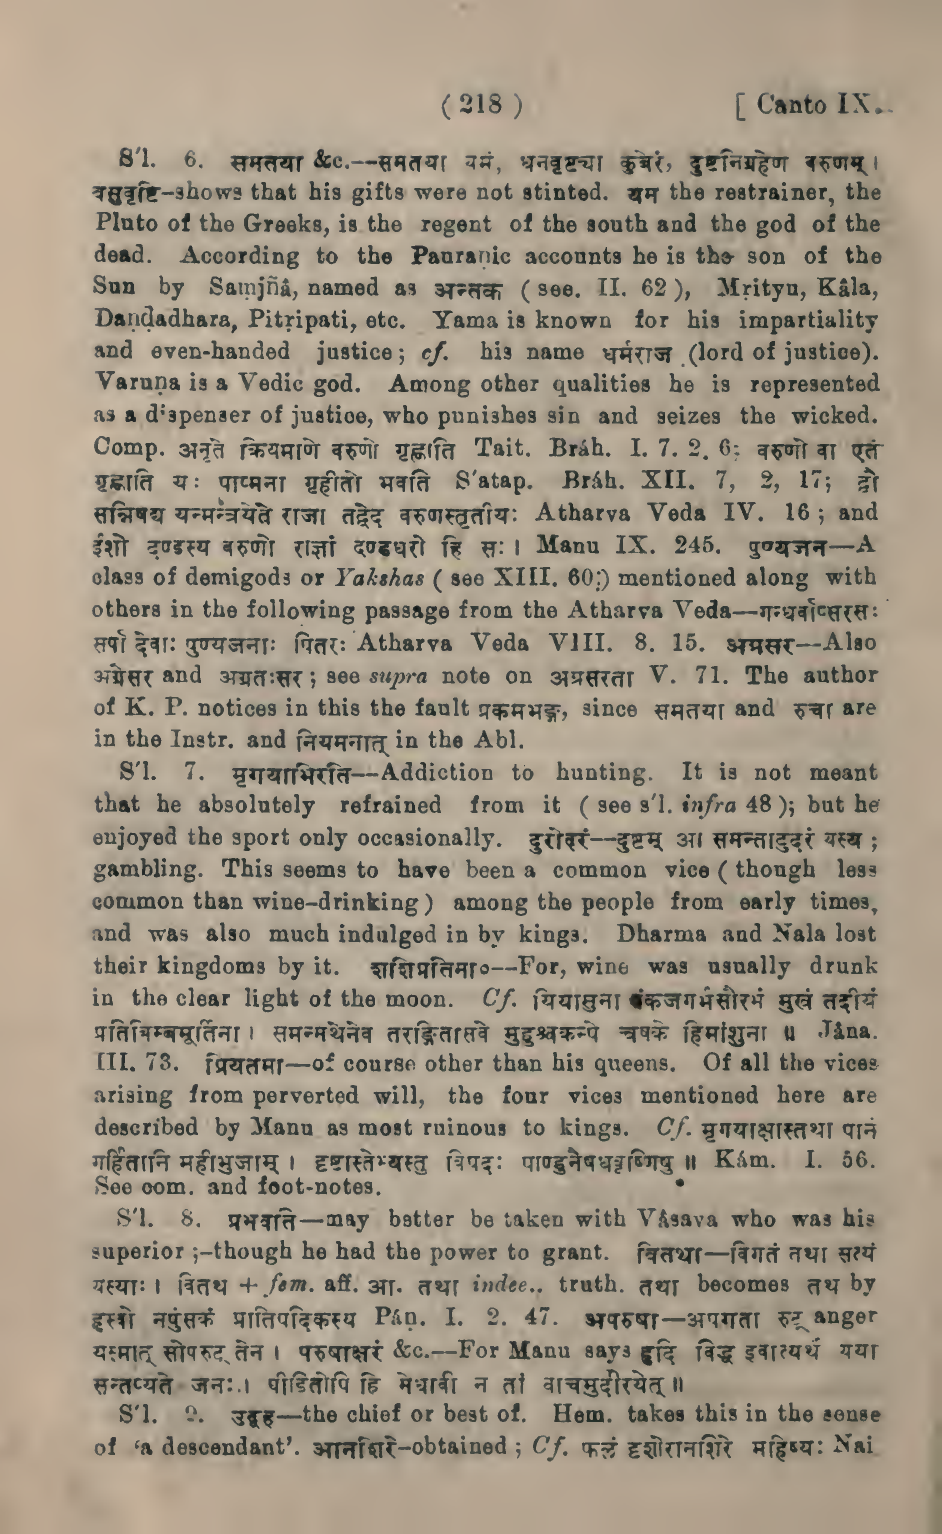 ( 218 ) [ Canto IX.
S'l. 6. समतया &c.--समतया यमं, धनवृष्ट्या कुबेरं, दुष्टनिग्रहेण वरुणम् ।
वसुवृष्टि-shows that his gifts were not stinted. यम the restrainer, the
Pluto of the Greeks, is the regent of the south and the god of the
dead. According to the Pauraṇic accounts he is the son of the
Sun by Saṃjñâ, named as अन्तक ( see. II. 62 ), Mṛityu, Kâla,
Daṇḍadhara, Pitṛipati, etc. Yama is known for his impartiality
and even-handed justice; cf. his name धर्मराज (lord of justice).
Varuṇa is a Vedic god. Among other qualities he is represented
as a dispenser of justice, who punishes sin and seizes the wicked.
Comp. अनृते क्रियमाणे वरुणो गृह्णाति Tait. Bráh. I. 7. 2. 6; वरुणो वा एतं
गृह्णाति यः पाप्मना गृहीतो भवति S'atap. Bráh. XII. 7, 2, 17; द्वौ
सन्निषद्य यन्मन्त्रयेते राजा तद्वेद वरुणस्तृतीयः Atharva Veda IV. 16 ; and
ईशो दण्डस्य वरुणो राज्ञां दण्डधरो हि सः । Manu IX. 245. पुण्यजन—A
class of demigods or Yakshas ( see XIII. 60;) mentioned along with
others in the following passage from the Atharva Veda--गन्धर्वाप्सरसः
सर्पा देवाः पुण्यजनाः पितरः Atharva Veda VIII. 8. 15. अग्रसर---Also
अग्रेसर and अग्रतःसर ; see supra note on अग्रसरता V. 71. The author
of K. P. notices in this the fault प्रक्रमभङ्ग, since समतया and रुचा are
in the Instr. and नियमनात् in the Abl.
S'l. 7. मृगयाभिरति--Addiction to hunting. It is not meant
that he absolutely refrained from it ( see s'l. infra 48 ); but he
enjoyed the sport only occasionally. दुरोदरं--दुष्टम् आ समन्तादुदरं यस्य ;
gambling. This seems to have been a common vice ( though less
common than wine-drinking ) among the people from early times,
and was also much indulged in by kings. Dharma and Nala lost
their kingdoms by it. शशिप्रतिमा०--For, wine was usually drunk
in the clear light of the moon. Cf. यियासुना पंकजगर्भसौरभं मुखं तदीयं
प्रतिबिम्बमूर्तिना । समन्मथेनेव तरङ्गितासवे मुहुश्चकम्पे चषके हिमांशुना ॥ Jâna.
III. 73. प्रियतमा—of course other than his queens. Of all the vices
arising from perverted will, the four vices mentioned here are
described by Manu as most ruinous to kings. Cf. मृगयाक्षास्तथा पानं
गर्हितानि महीभुजाम् । दृष्टास्तेभ्यस्तु विपदः पाण्डुनैषधवृष्णिषु ॥ Kám. I. 56.
See com. and foot-notes.
S'l. 8. प्रभवति—may better be taken with Vâsava who was his
superior ;-though he had the power to grant. वितथा—विगतं तथा सत्यं
यस्याः । वितथ + fem. aff. आ. तथा indec.. truth. तथा becomes तथ by
ह्रस्वो नपुंसके प्रातिपदिकस्य Páṇ. I. 2. 47. अपरुषा—अपगता रुट् anger
यस्मात् सोपरुट् तेन । परुषाक्षरं &c.--For Manu says हृदि विद्ध इवात्यर्थं यया
सन्तप्यते जनः । पीडितोपि हि मेधावी न तां वाचमुदीरयेत् ॥
S'l. 9. उद्वह—the chief or best of. Hem. takes this in the sense
of ‘a descendant’. आनशिरे-obtained ; Cf. फलं दृशोरानशिरे महिष्यः Nai